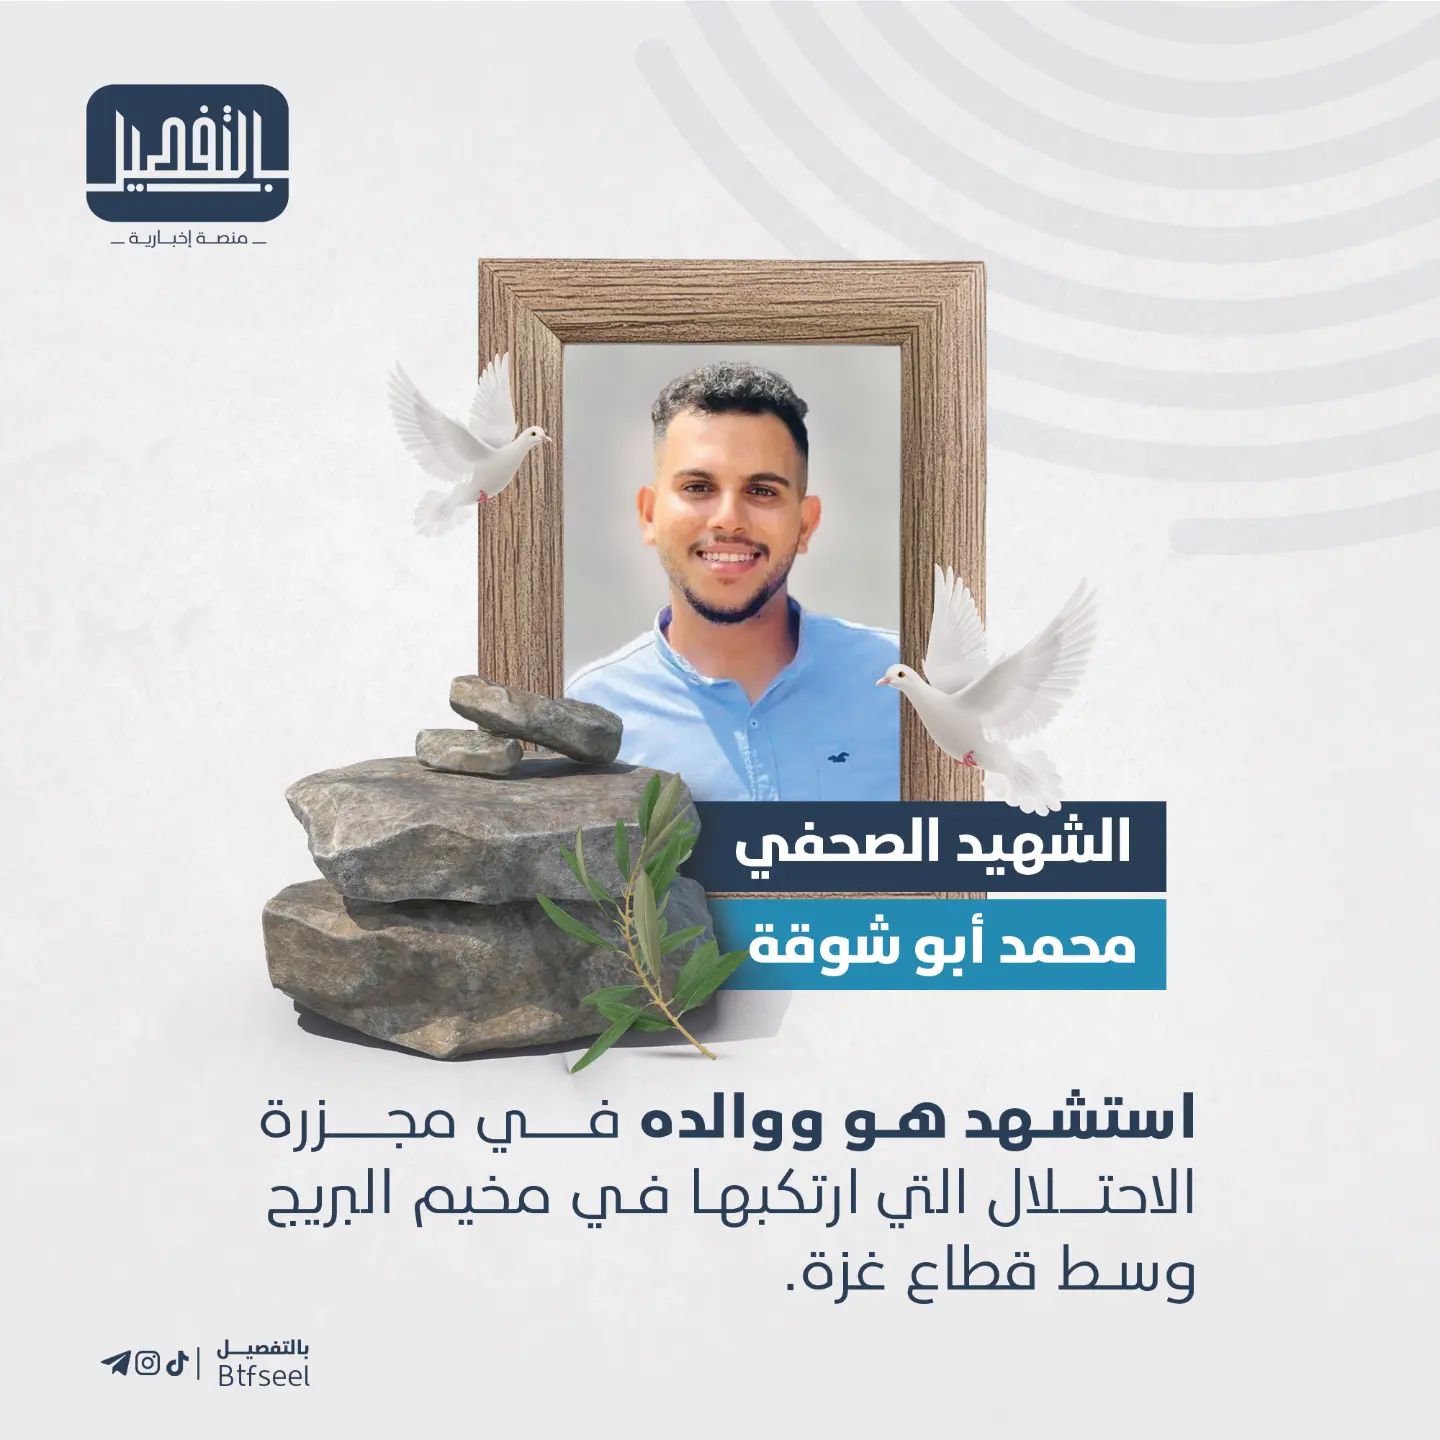 بالتفصيل
منصة إخبارية
الشهيد الصحفي
محمد أبو شوقة
استشهد هو ووالده في مجزرة
الاحتلال التي ارتكبها في مخيم البريج
وسط قطاع غزة.
بالتفصيل
Btfseel